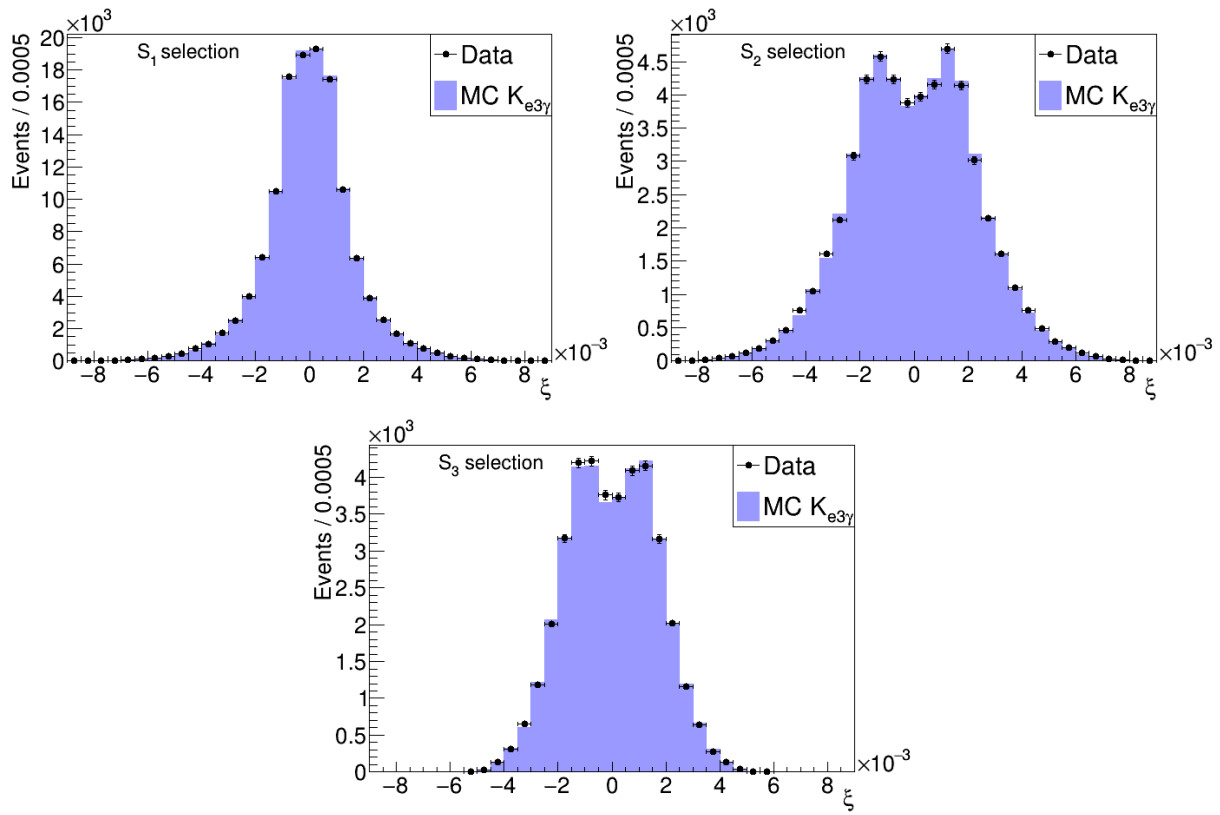 ×10³
Events / 0.0005
S₁ selection
Data
MC K_e3γ
20
18
16
14
12
10
8
6
4
2
0
−8 −6 −4 −2 0 2 4 6 8
×10⁻³
ξ
×10³
Events / 0.0005
S₂ selection
Data
MC K_e3γ
4.5
4
3.5
3
2.5
2
1.5
1
0.5
0
−8 −6 −4 −2 0 2 4 6 8
×10⁻³
ξ
×10³
Events / 0.0005
S₃ selection
Data
MC K_e3γ
4
3.5
3
2.5
2
1.5
1
0.5
0
−8 −6 −4 −2 0 2 4 6 8
×10⁻³
ξ